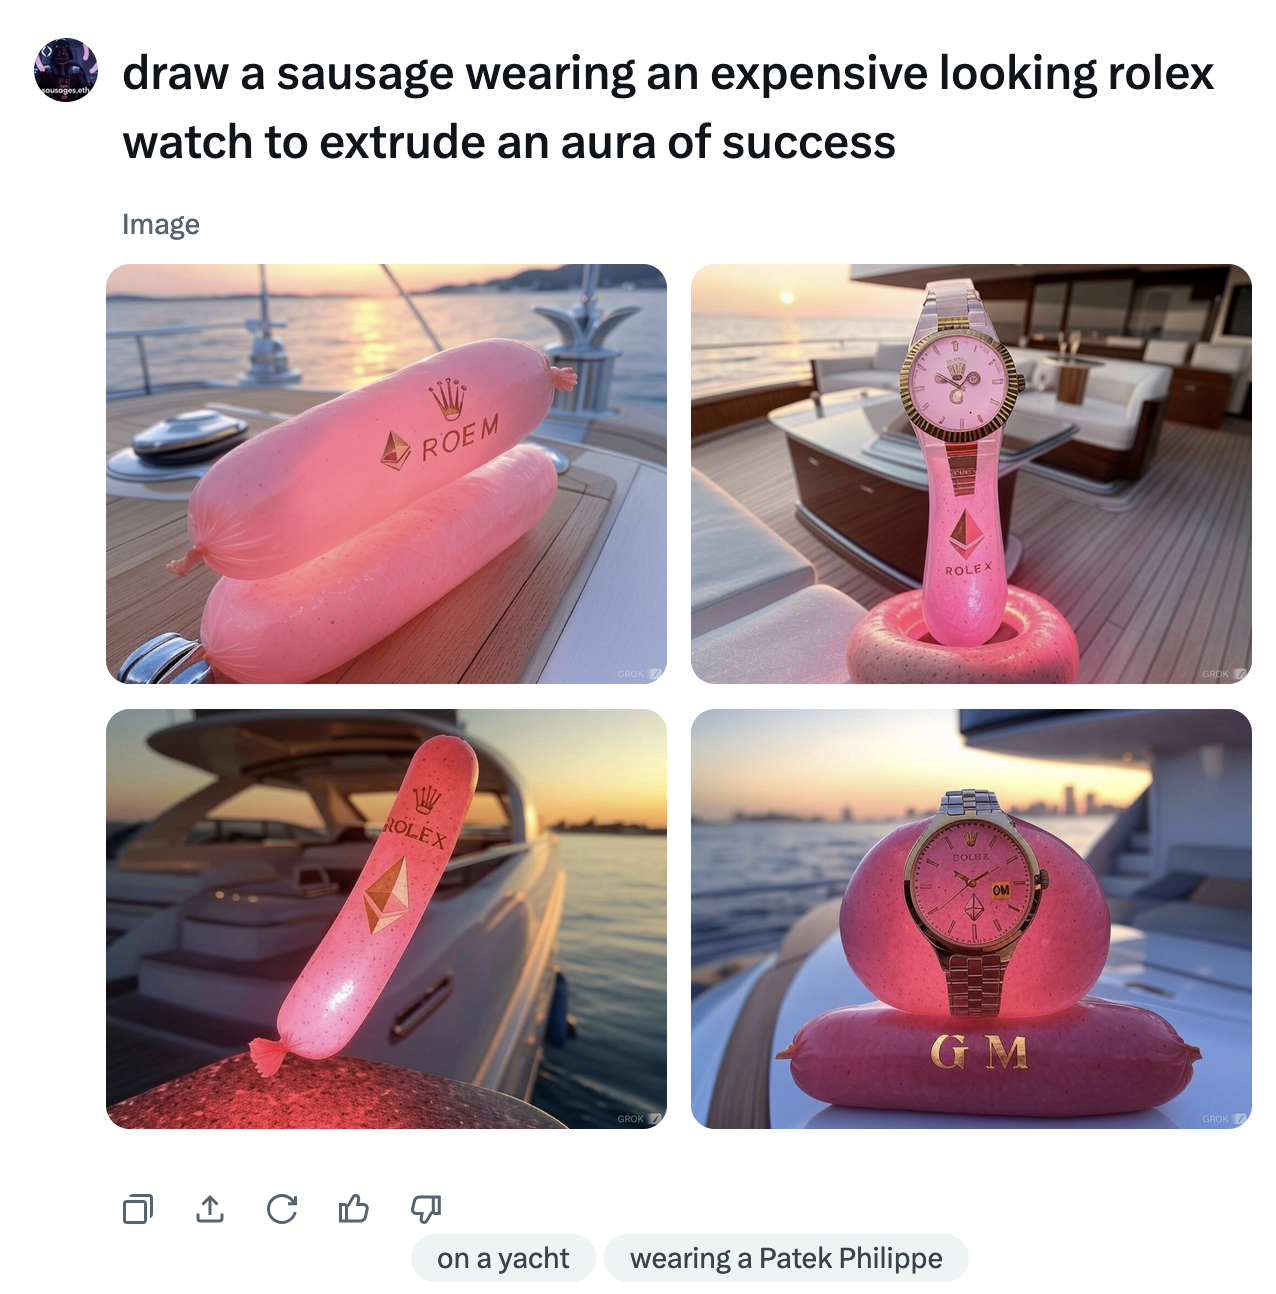 sausages.eth
draw a sausage wearing an expensive looking rolex
watch to extrude an aura of success
Image
ROEM
GROK
ROLEX
GROK
ROLEX
GROK
OM
G M
GROK
on a yacht
wearing a Patek Philippe